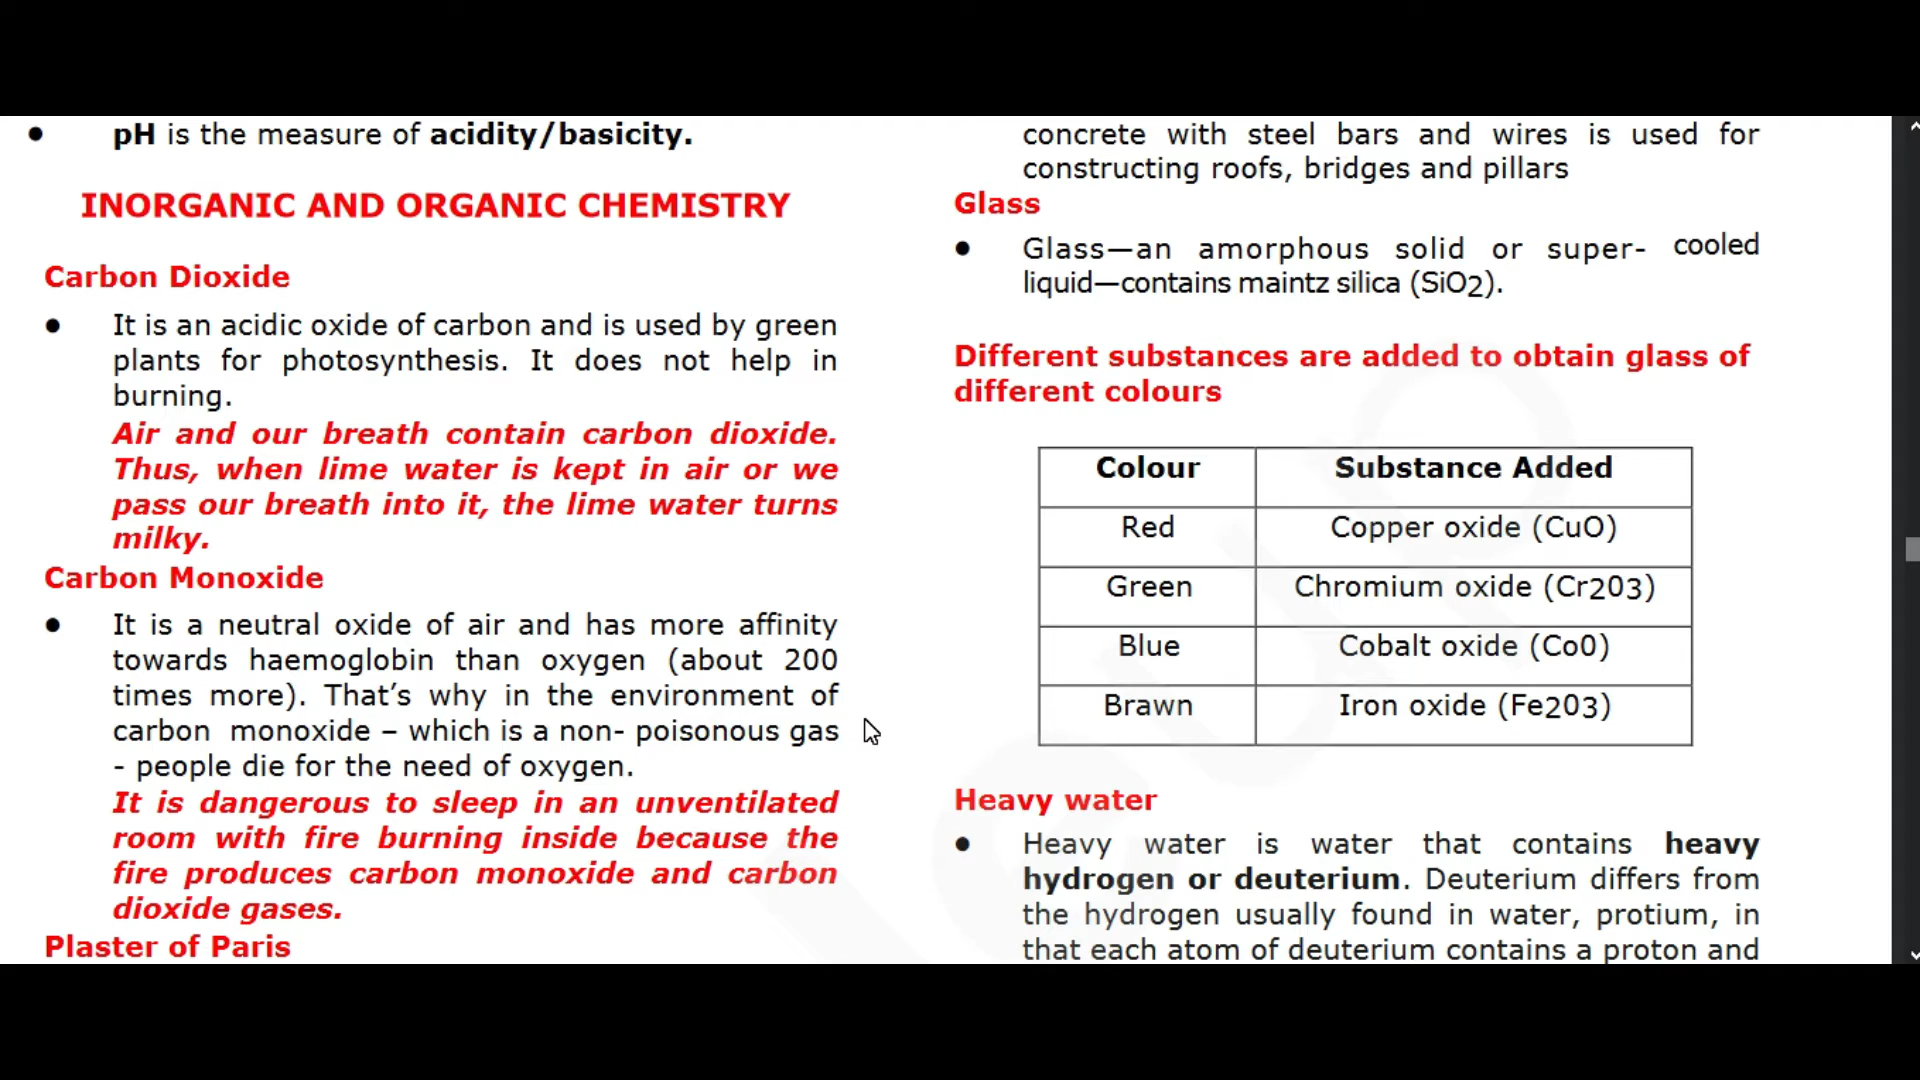 ● pH is the measure of acidity/basicity.
INORGANIC AND ORGANIC CHEMISTRY
Carbon Dioxide
● It is an acidic oxide of carbon and is used by green
plants for photosynthesis. It does not help in
burning.
Air and our breath contain carbon dioxide.
Thus, when lime water is kept in air or we
pass our breath into it, the lime water turns
milky.
Carbon Monoxide
● It is a neutral oxide of air and has more affinity
towards haemoglobin than oxygen (about 200
times more). That's why in the environment of
carbon monoxide – which is a non- poisonous gas
- people die for the need of oxygen.
It is dangerous to sleep in an unventilated
room with fire burning inside because the
fire produces carbon monoxide and carbon
dioxide gases.
Plaster of Paris
concrete with steel bars and wires is used for
constructing roofs, bridges and pillars
Glass
● Glass—an amorphous solid or super- cooled
liquid—contains maintz silica (SiO2).
Different substances are added to obtain glass of
different colours
Colour Substance Added
Red Copper oxide (CuO)
Green Chromium oxide (Cr203)
Blue Cobalt oxide (Co0)
Brawn Iron oxide (Fe203)
Heavy water
● Heavy water is water that contains heavy
hydrogen or deuterium. Deuterium differs from
the hydrogen usually found in water, protium, in
that each atom of deuterium contains a proton and